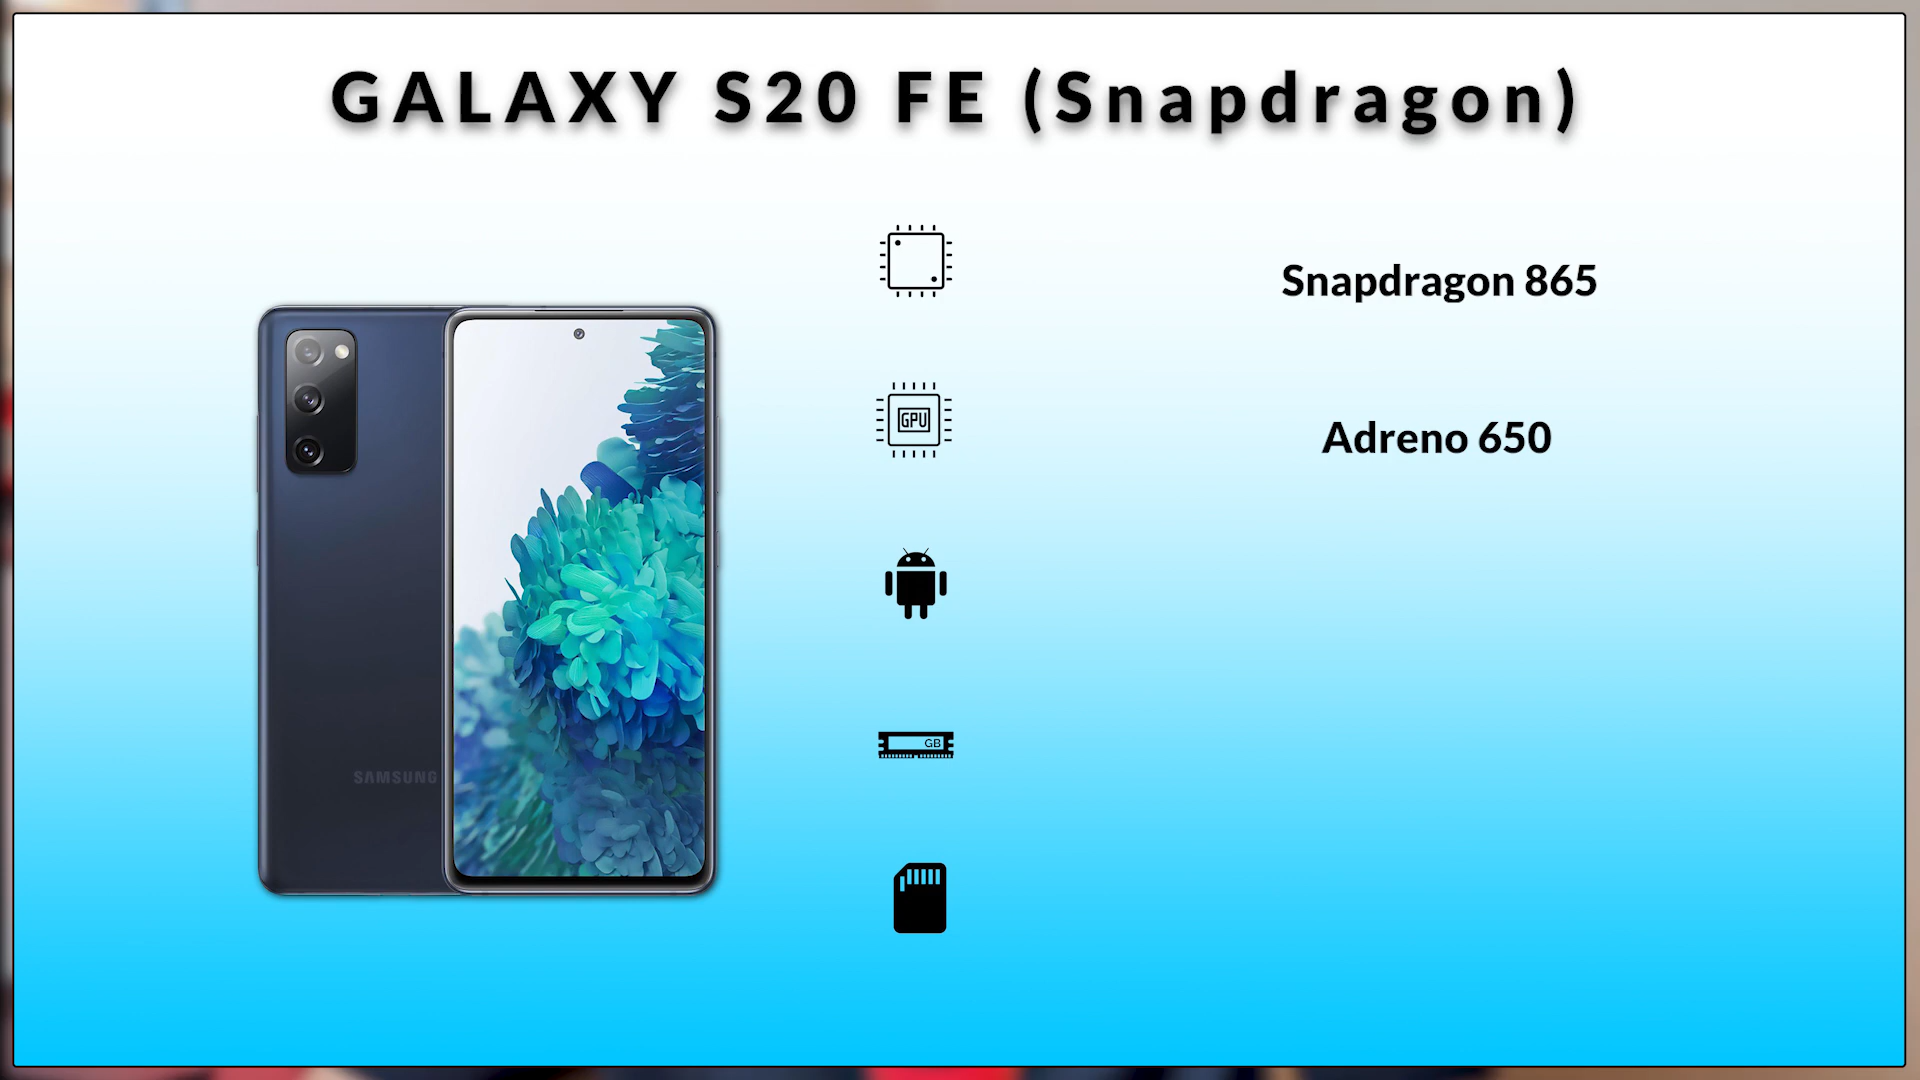 GALAXY S20 FE (Snapdragon)
Snapdragon 865
GPU
Adreno 650
GB
SAMSUNG